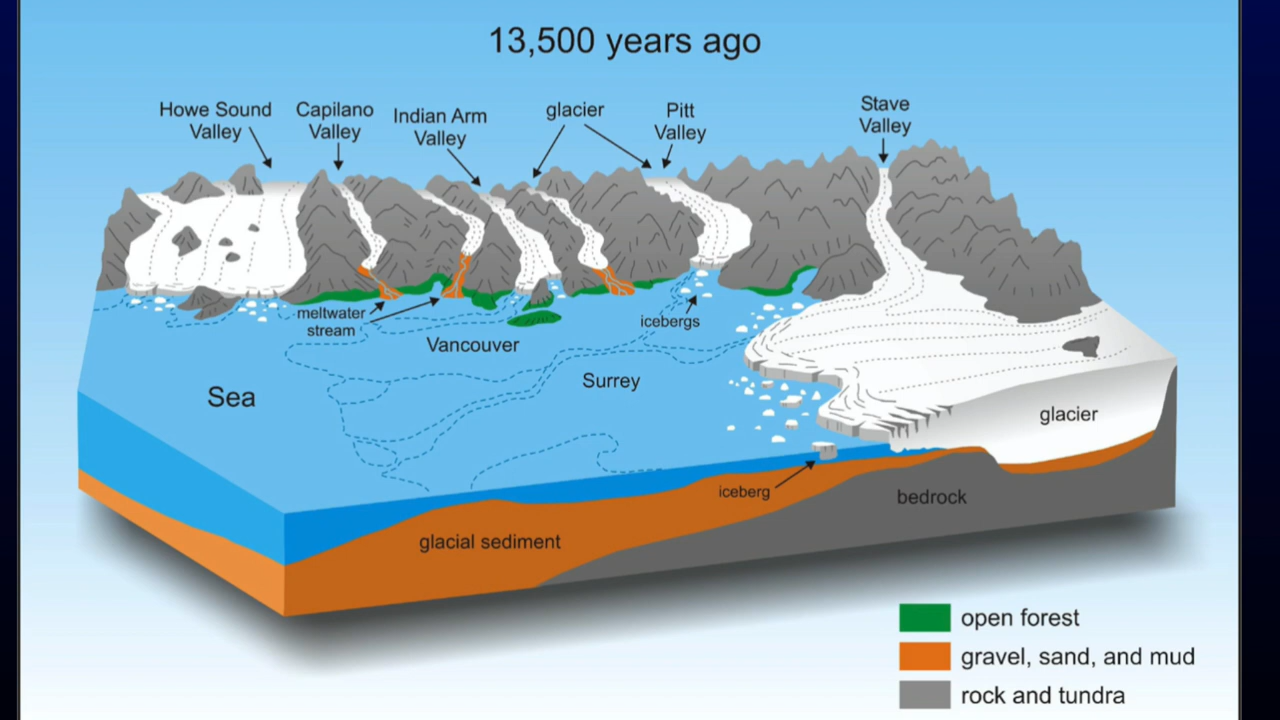 13,500 years ago
Howe Sound
Valley
Capilano
Valley
Indian Arm
Valley
glacier
Pitt
Valley
Stave
Valley
meltwater
stream
icebergs
Vancouver
Surrey
Sea
glacier
iceberg
bedrock
glacial sediment
open forest
gravel, sand, and mud
rock and tundra